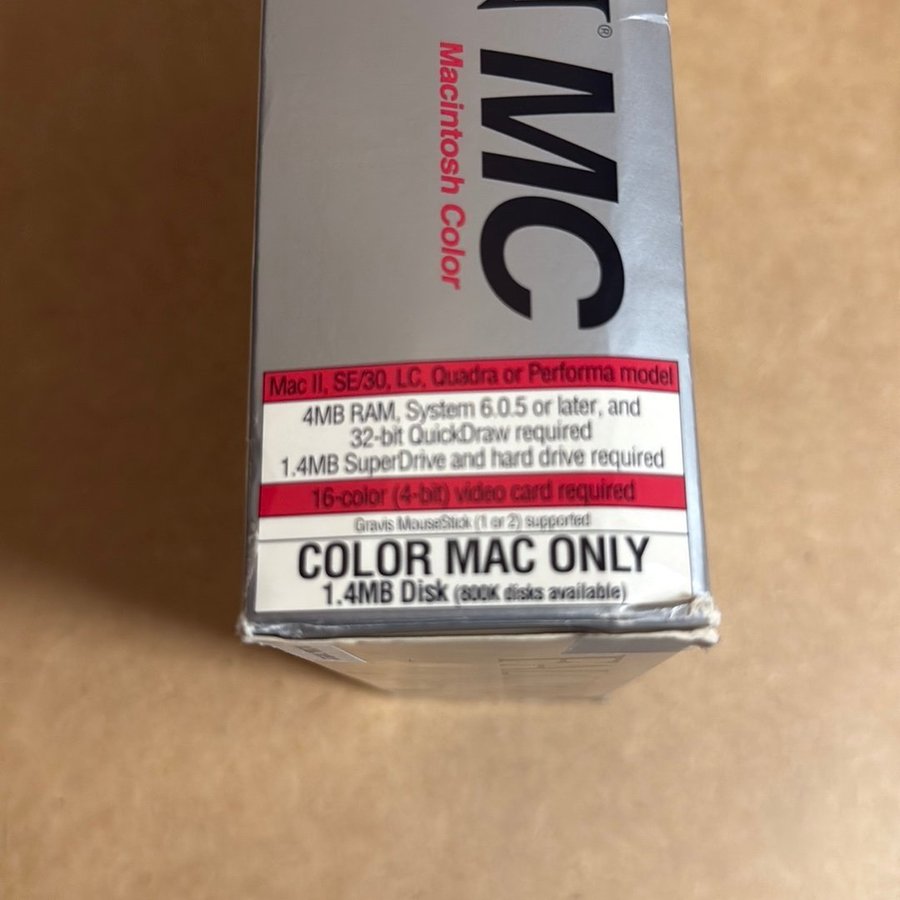 ® MC
Macintosh Color
Mac II, SE/30, LC, Quadra or Performa model
4MB RAM, System 6.0.5 or later, and
32-bit QuickDraw required
1.4MB SuperDrive and hard drive required
16-color (4-bit) video card required
Gravis MouseStick (1 or 2) supported
COLOR MAC ONLY
1.4MB Disk (800K disks available)